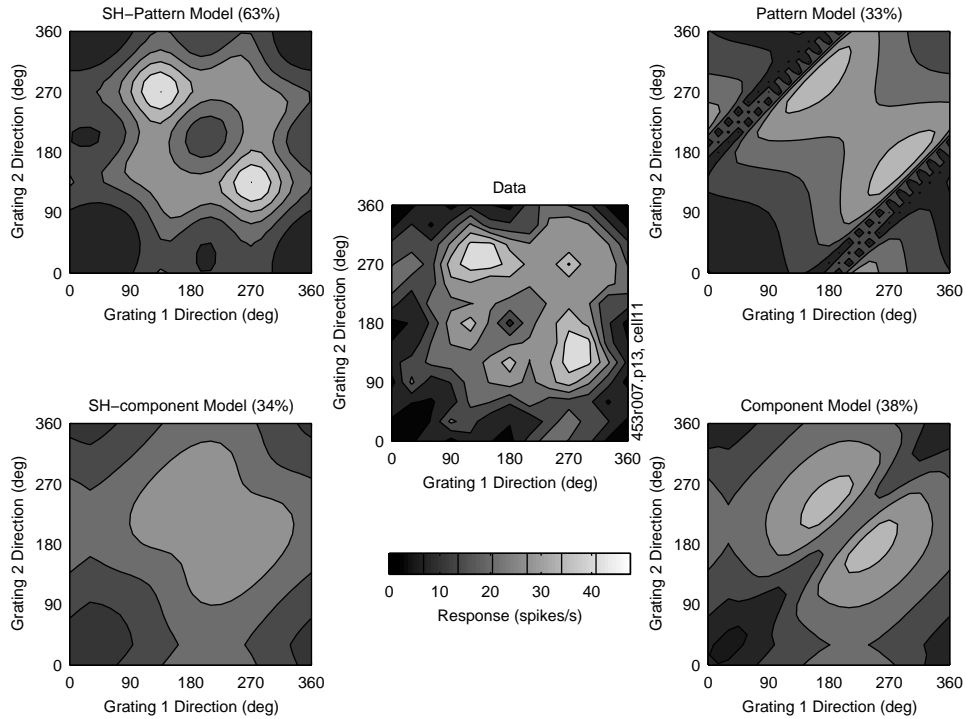 SH−Pattern Model (63%)
360
270
180
90
0
0 90 180 270 360
Grating 2 Direction (deg)
Grating 1 Direction (deg)
Pattern Model (33%)
360
270
180
90
0
0 90 180 270 360
Grating 2 Direction (deg)
Grating 1 Direction (deg)
Data
360
270
180
90
0
0 90 180 270 360
Grating 2 Direction (deg)
Grating 1 Direction (deg)
453r007.p13, cell11
SH−component Model (34%)
360
270
180
90
0
0 90 180 270 360
Grating 2 Direction (deg)
Grating 1 Direction (deg)
0 10 20 30 40
Response (spikes/s)
Component Model (38%)
360
270
180
90
0
0 90 180 270 360
Grating 2 Direction (deg)
Grating 1 Direction (deg)